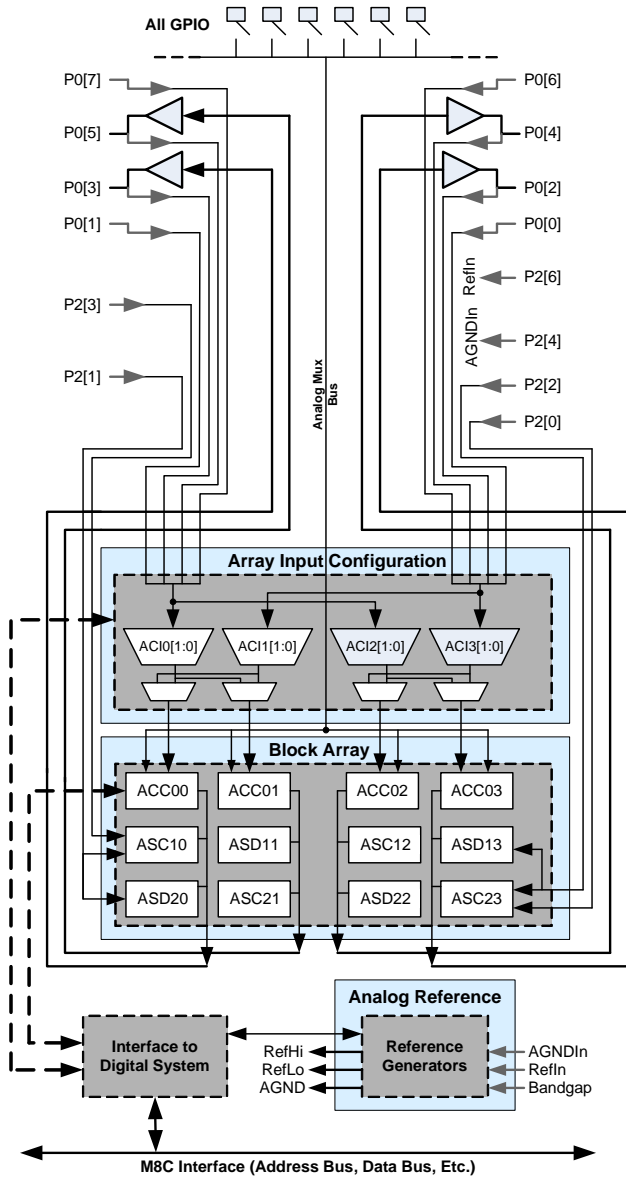 All GPIO
P0[7]
P0[6]
P0[5]
P0[4]
P0[3]
P0[2]
P0[1]
P0[0]
RefIn
P2[6]
P2[3]
AGNDIn
P2[4]
P2[1]
P2[2]
P2[0]
Analog Mux
Bus
Array Input Configuration
ACI0[1:0]
ACI1[1:0]
ACI2[1:0]
ACI3[1:0]
Block Array
ACC00
ACC01
ACC02
ACC03
ASC10
ASD11
ASC12
ASD13
ASD20
ASC21
ASD22
ASC23
Analog Reference
Interface to
Digital System
RefHi
RefLo
AGND
Reference
Generators
AGNDIn
RefIn
Bandgap
M8C Interface (Address Bus, Data Bus, Etc.)